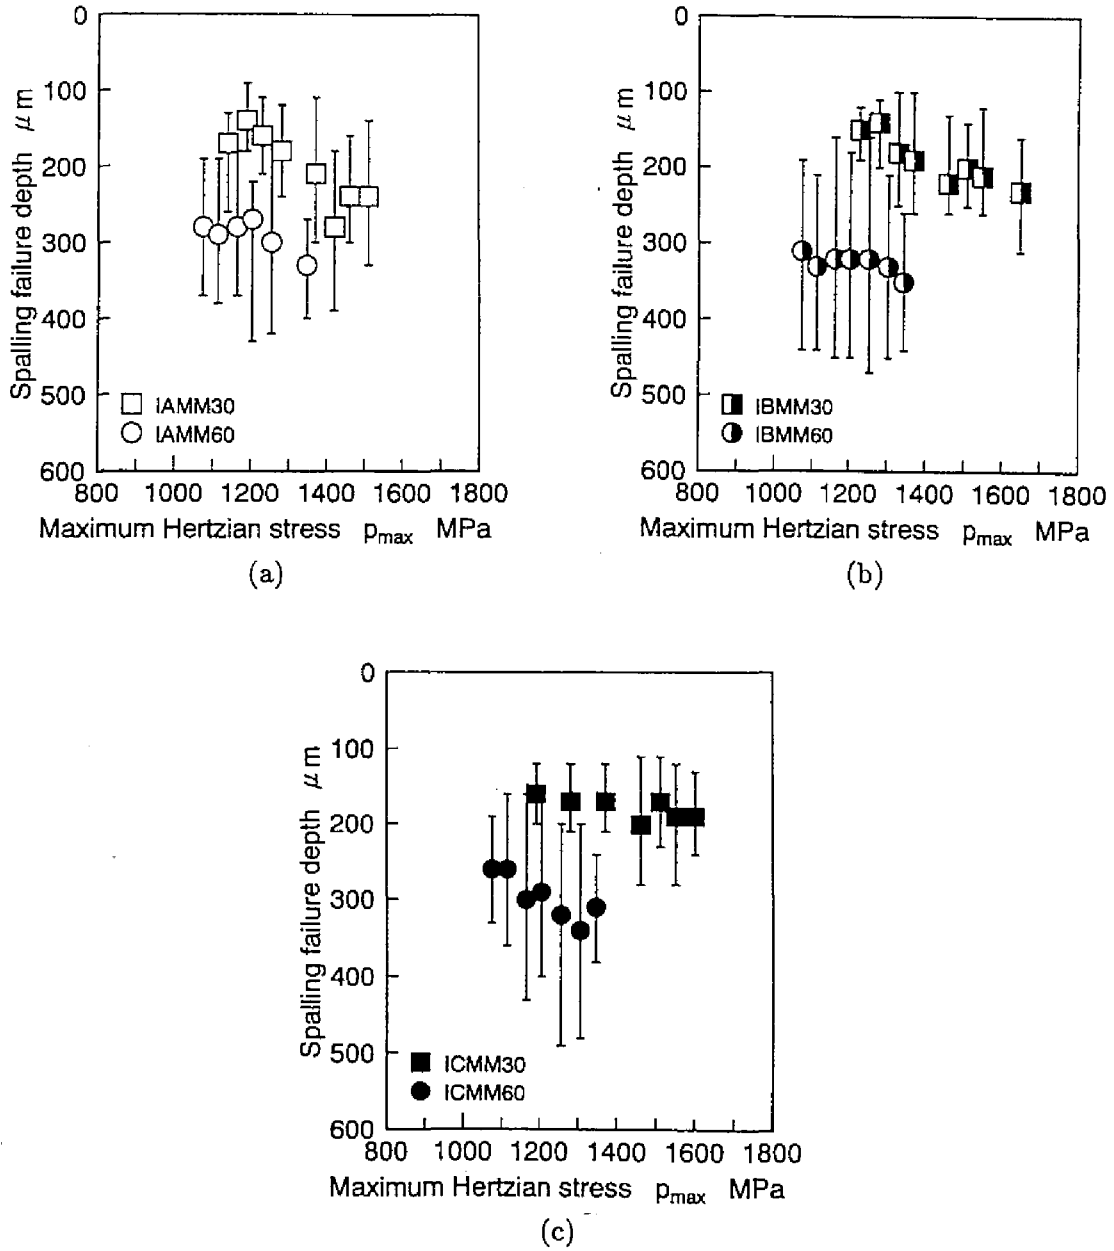 0
100
200
300
400
500
600
Spalling failure depth μm
IAMM30
IAMM60
800 1000 1200 1400 1600 1800
Maximum Hertzian stress pmax MPa
(a)
0
100
200
300
400
500
600
Spalling failure depth μm
IBMM30
IBMM60
800 1000 1200 1400 1600 1800
Maximum Hertzian stress pmax MPa
(b)
0
100
200
300
400
500
600
Spalling failure depth μm
ICMM30
ICMM60
800 1000 1200 1400 1600 1800
Maximum Hertzian stress pmax MPa
(c)